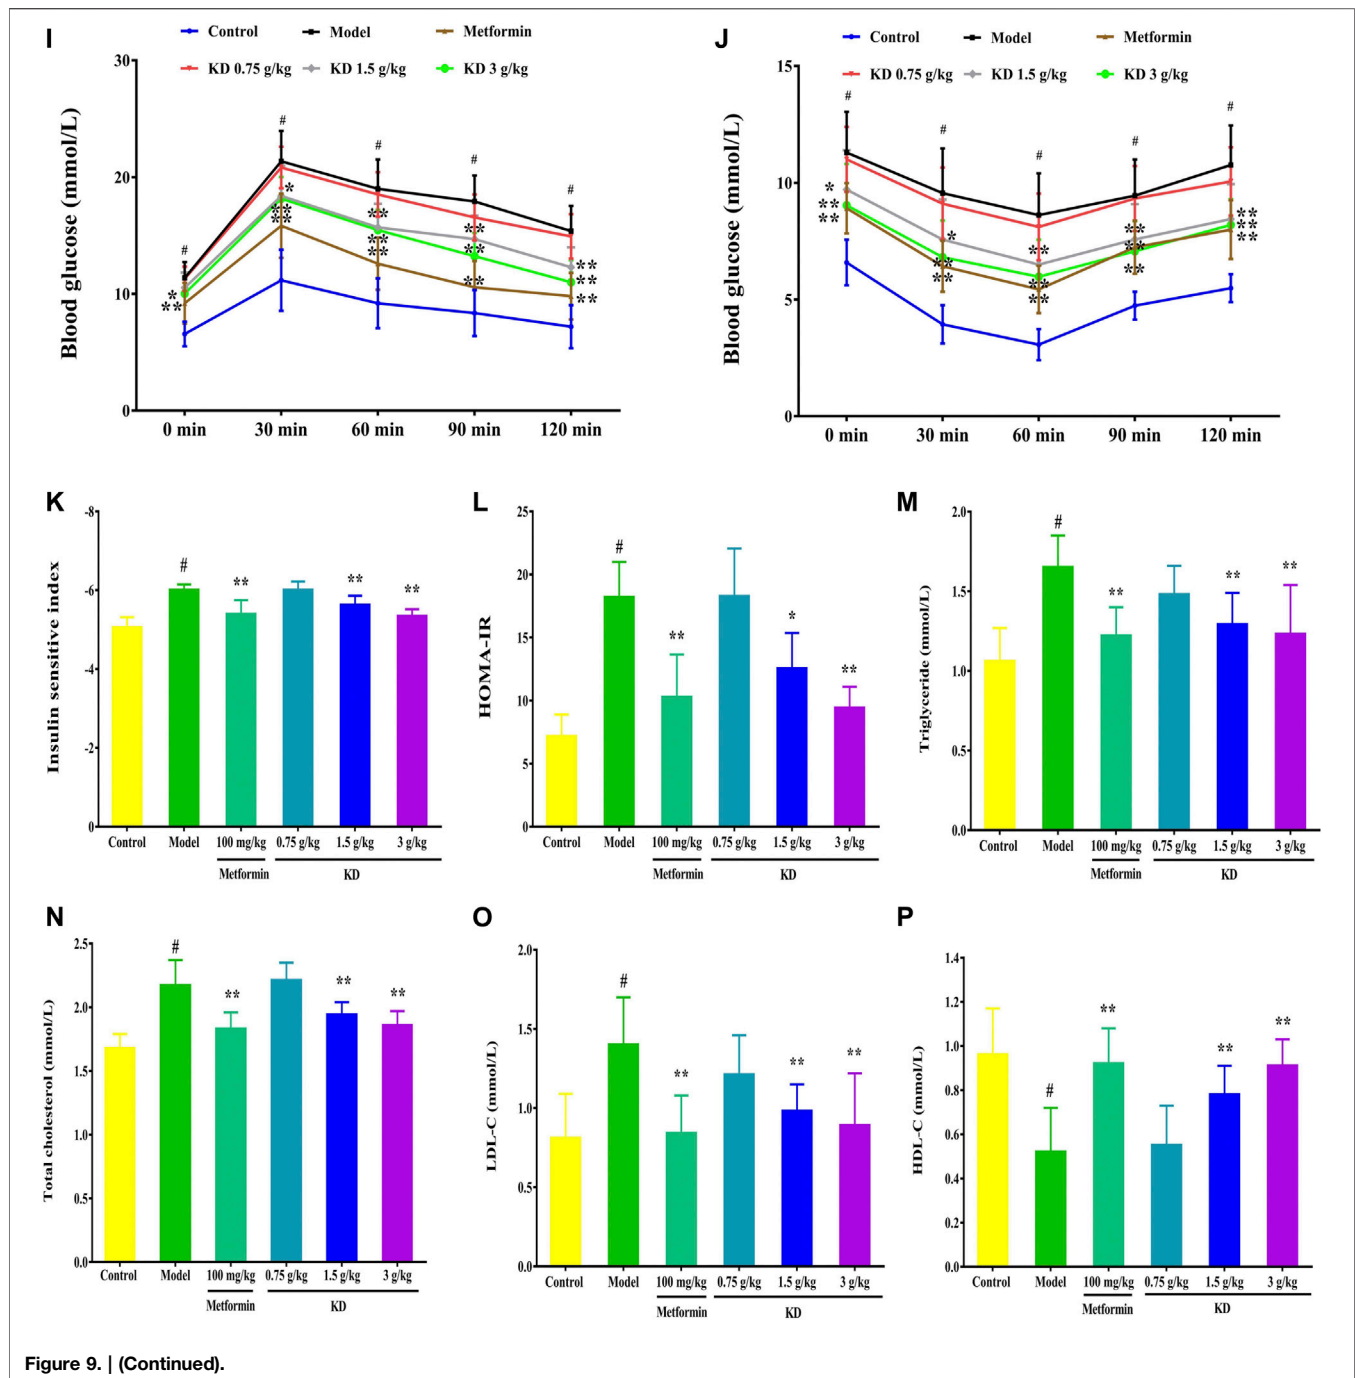 I
Control
Model
Metformin
KD 0.75 g/kg
KD 1.5 g/kg
KD 3 g/kg
Blood glucose (mmol/L)
30
20
10
0
#
#
#
#
#
*
**
*
**
**
**
**
**
**
**
**
**
**
**
0 min
30 min
60 min
90 min
120 min
J
Control
Model
Metformin
KD 0.75 g/kg
KD 1.5 g/kg
KD 3 g/kg
Blood glucose (mmol/L)
15
10
5
0
#
#
#
#
#
*
**
**
*
**
**
**
**
**
**
**
**
**
**
**
0 min
30 min
60 min
90 min
120 min
K
Insulin sensitive index
-8
-6
-4
-2
0
#
**
**
**
Control
Model
100 mg/kg
0.75 g/kg
1.5 g/kg
3 g/kg
Metformin
KD
L
HOMA-IR
25
20
15
10
5
0
#
**
*
**
Control
Model
100 mg/kg
0.75 g/kg
1.5 g/kg
3 g/kg
Metformin
KD
M
Triglyceride (mmol/L)
2.0
1.5
1.0
0.5
0.0
#
**
**
**
Control
Model
100 mg/kg
0.75 g/kg
1.5 g/kg
3 g/kg
Metformin
KD
N
Total cholesterol (mmol/L)
2.5
2.0
1.5
1.0
0.5
0.0
#
**
**
**
Control
Model
100 mg/kg
0.75 g/kg
1.5 g/kg
3 g/kg
Metformin
KD
O
LDL-C (mmol/L)
2.0
1.5
1.0
0.5
0.0
#
**
**
**
Control
Model
100 mg/kg
0.75 g/kg
1.5 g/kg
3 g/kg
Metformin
KD
P
HDL-C (mmol/L)
1.4
1.2
1.0
0.8
0.6
0.4
0.2
0.0
#
**
**
**
Control
Model
100 mg/kg
0.75 g/kg
1.5 g/kg
3 g/kg
Metformin
KD
Figure 9. | (Continued).